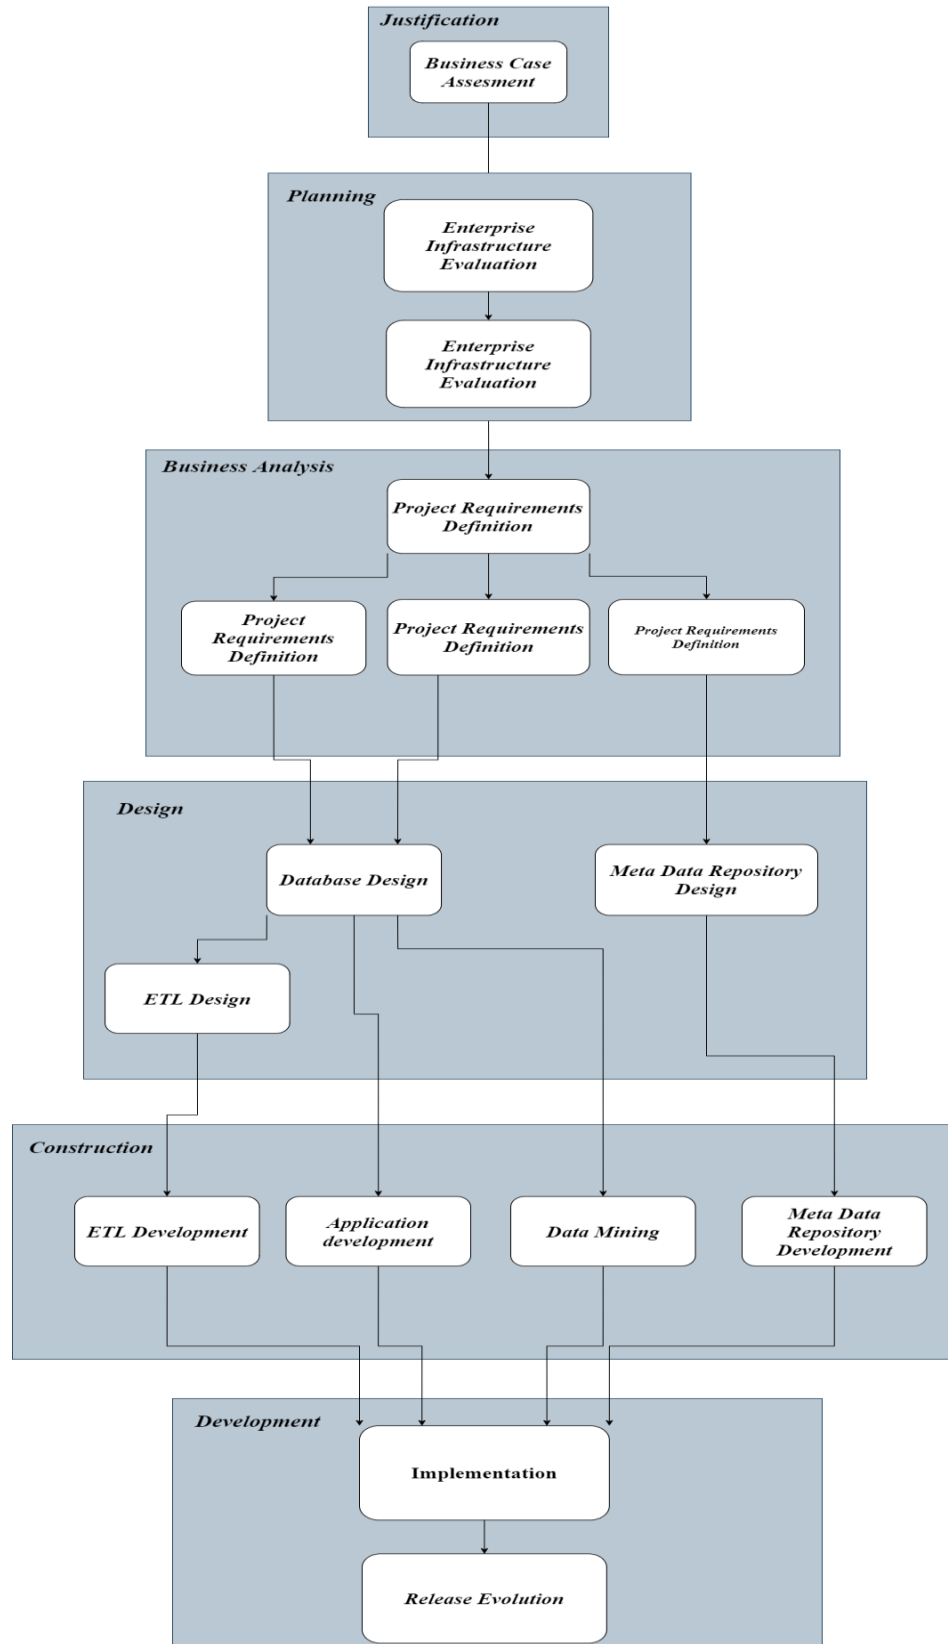 Justification
Business Case
Assesment
Planning
Enterprise
Infrastructure
Evaluation
Enterprise
Infrastructure
Evaluation
Business Analysis
Project Requirements
Definition
Project
Requirements
Definition
Project Requirements
Definition
Project Requirements
Definition
Design
Database Design
Meta Data Repository
Design
ETL Design
Construction
ETL Development
Application
development
Data Mining
Meta Data
Repository
Development
Development
Implementation
Release Evolution